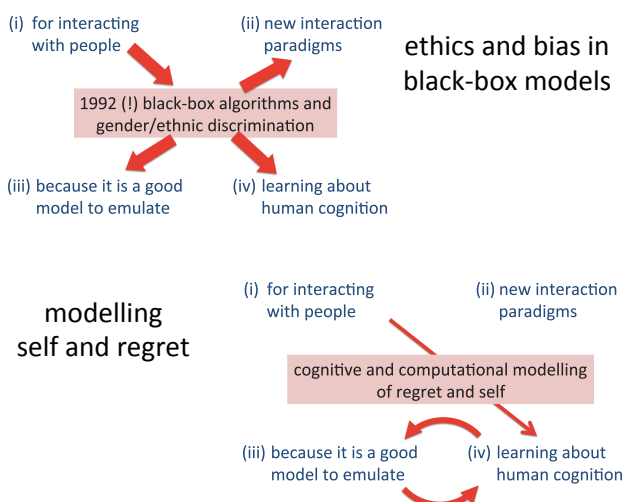 (i) for interacting
with people
(ii) new interaction
paradigms
ethics and bias in
black-box models
1992 (!) black-box algorithms and
gender/ethnic discrimination
(iii) because it is a good
model to emulate
(iv) learning about
human cognition
modelling
self and regret
(i) for interacting
with people
(ii) new interaction
paradigms
cognitive and computational modelling
of regret and self
(iii) because it is a good
model to emulate
(iv) learning about
human cognition